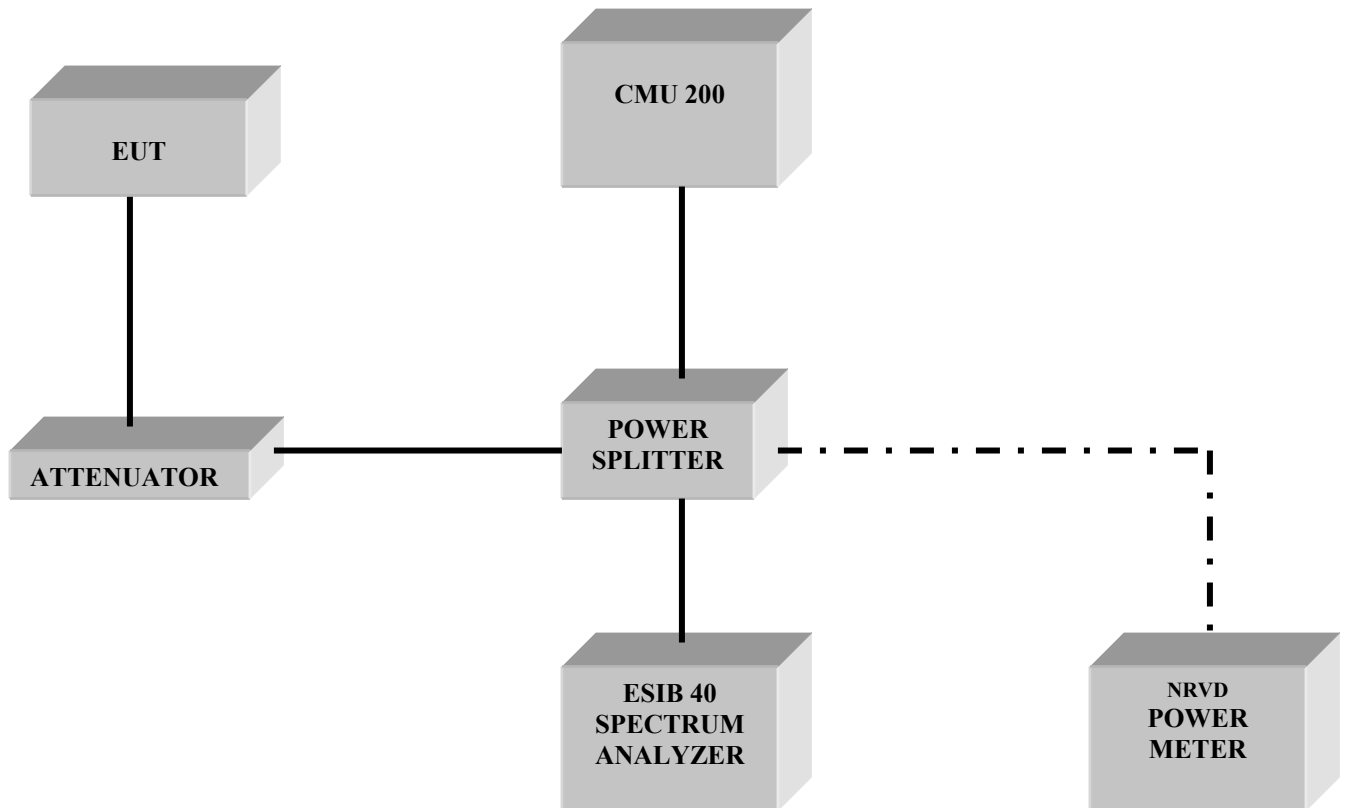 CMU 200
EUT
POWER
SPLITTER
ATTENUATOR
ESIB 40
SPECTRUM
ANALYZER
NRVD
POWER
METER